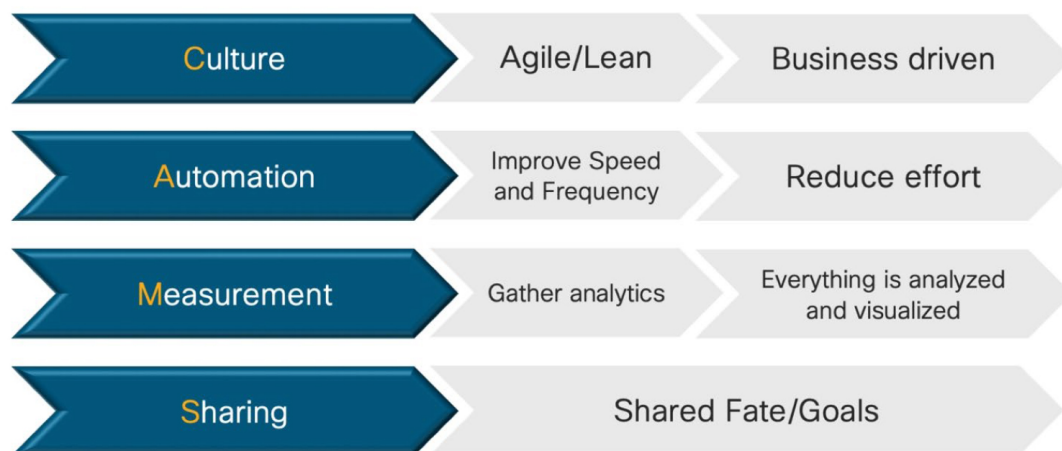 Culture
Agile/Lean
Business driven
Automation
Improve Speed
and Frequency
Reduce effort
Measurement
Gather analytics
Everything is analyzed
and visualized
Sharing
Shared Fate/Goals